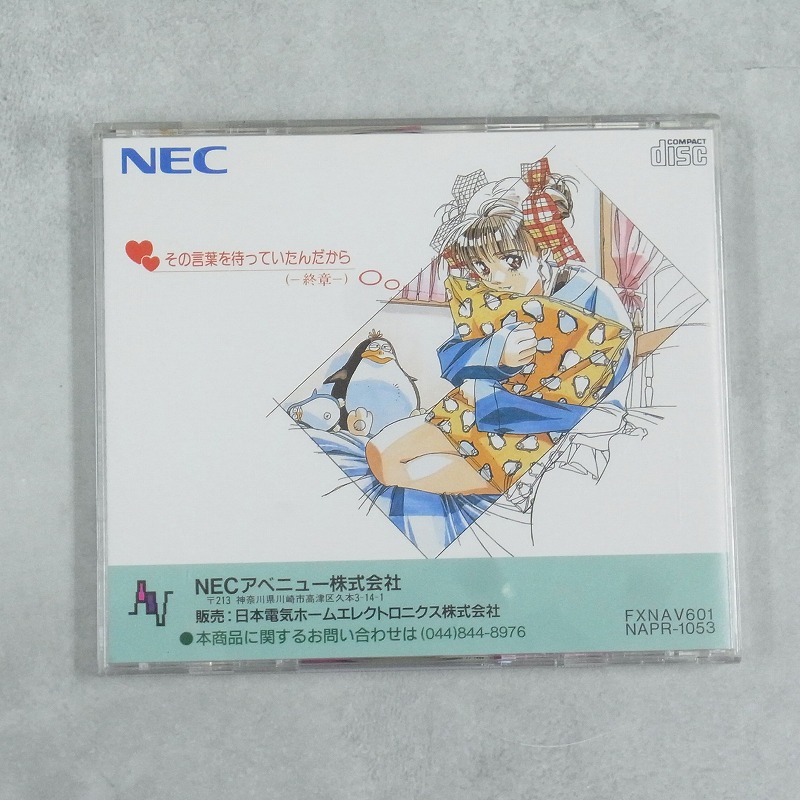 NEC
COMPACT
disc
その言葉を待っていたんだから
(-終章-)
NECアベニュー株式会社
〒213 神奈川県川崎市高津区久本3-14-1
販売:日本電気ホームエレクトロニクス株式会社
●本商品に関するお問い合わせは(044)844-8976
FXNAV601
NAPR-1053